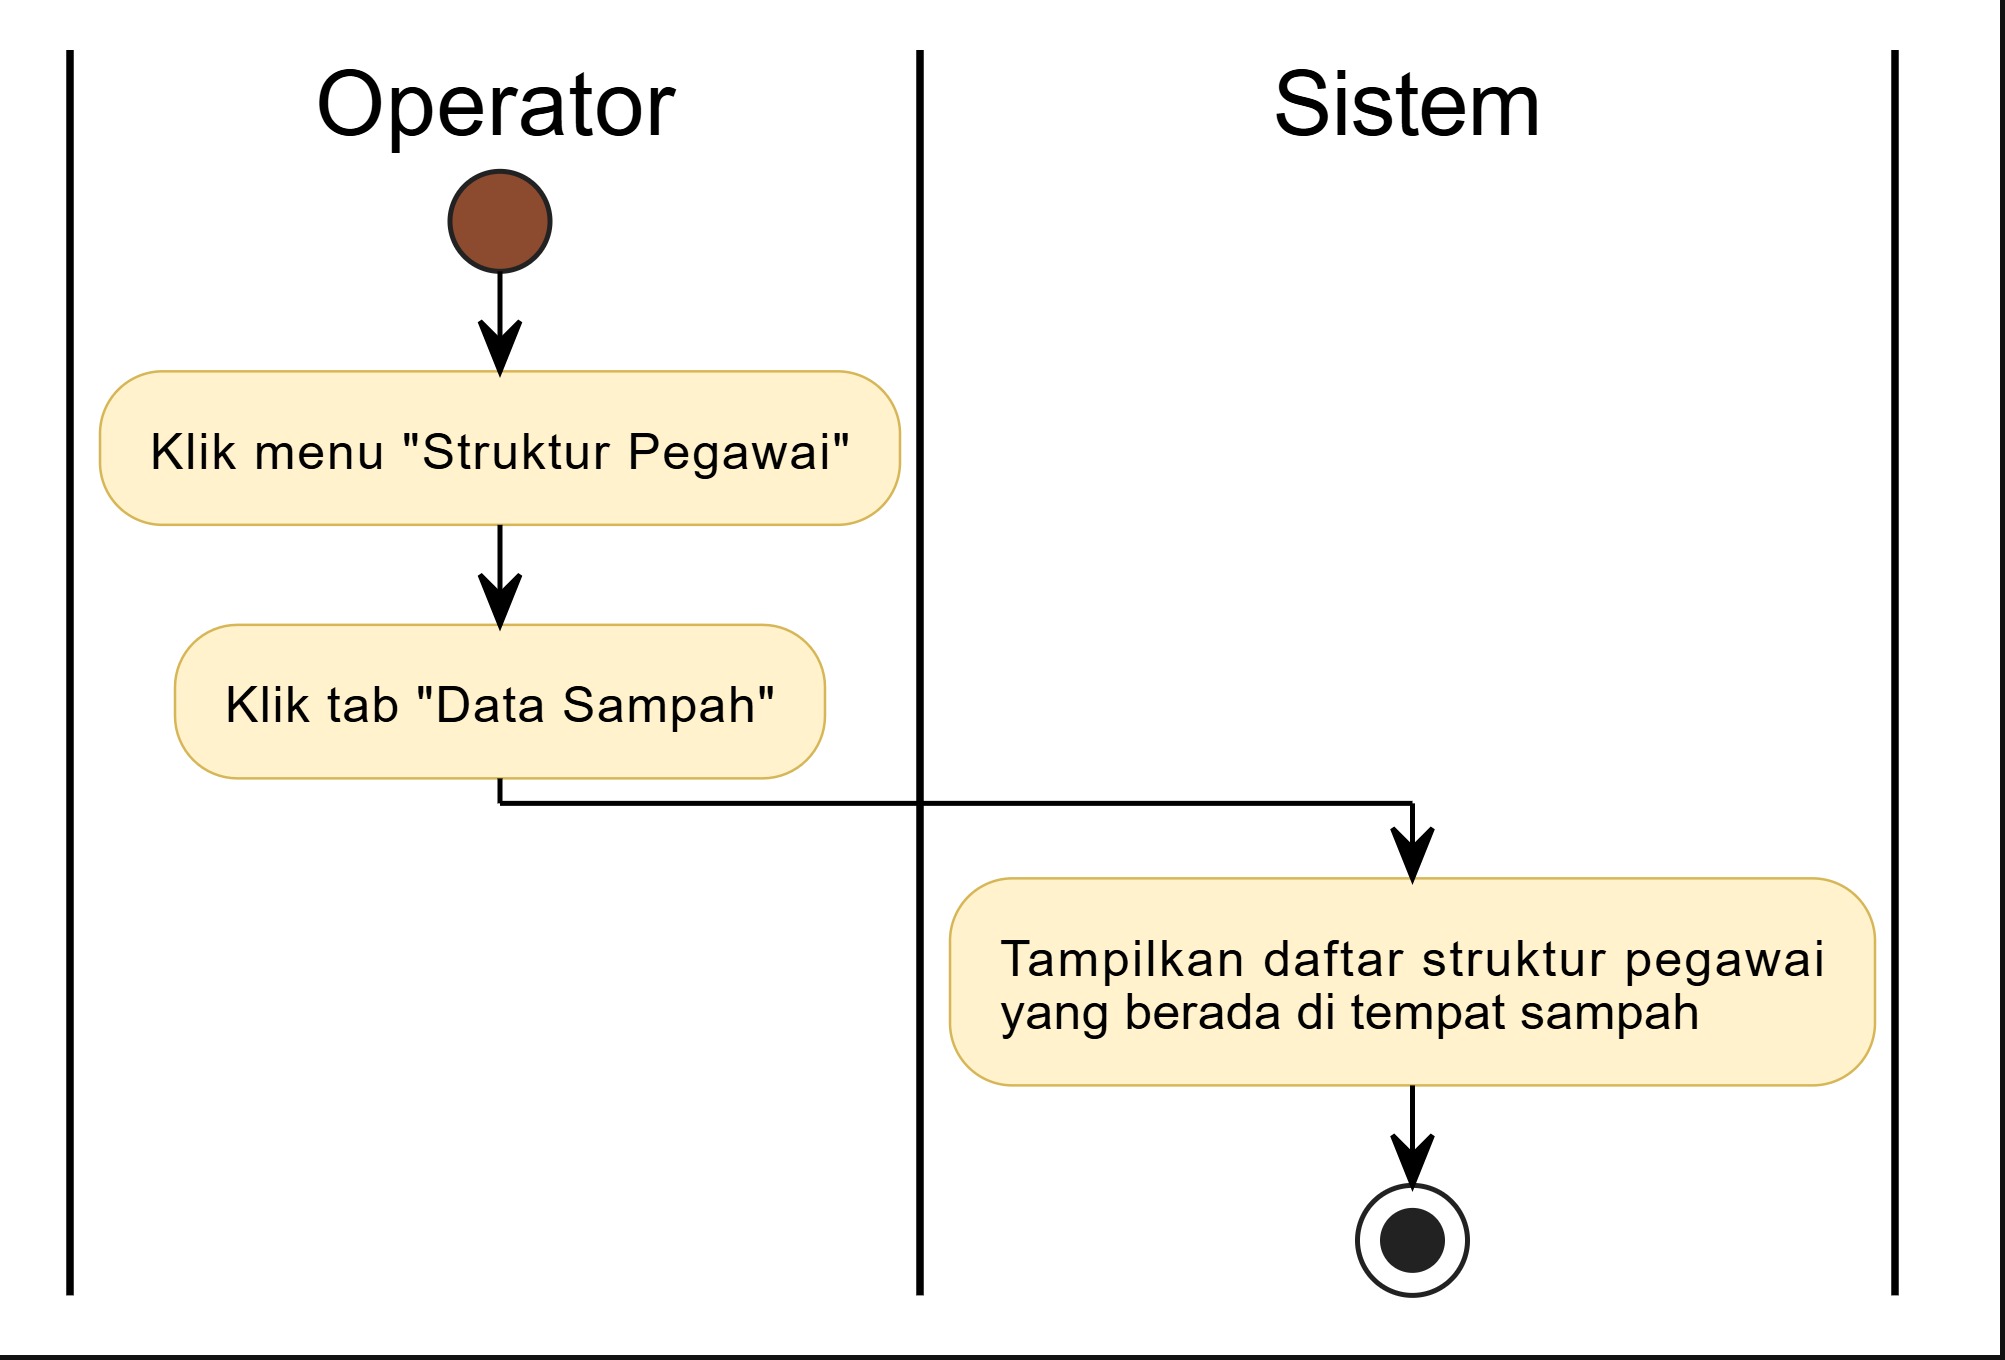 Operator
Sistem
Klik menu "Struktur Pegawai"
Klik tab "Data Sampah"
Tampilkan daftar struktur pegawai
yang berada di tempat sampah